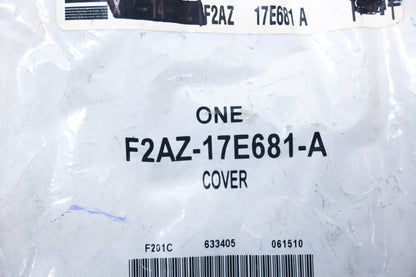 F2AZ 17E681 A
ONE
F2AZ-17E681-A
COVER
F201C 633405 061510